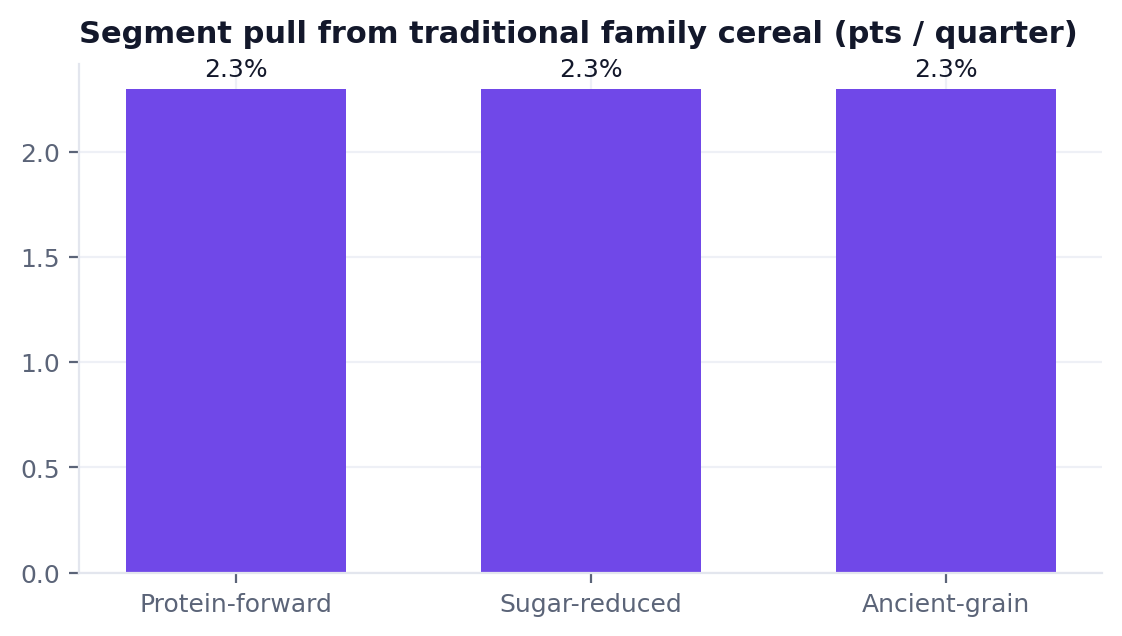 Segment pull from traditional family cereal (pts / quarter)
2.3% 2.3% 2.3%
2.0
1.5
1.0
0.5
0.0
Protein-forward Sugar-reduced Ancient-grain